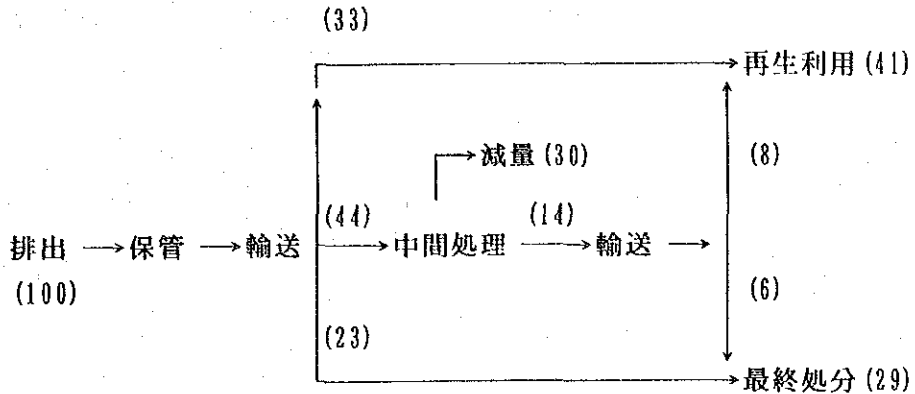 (33)
再生利用 (41)
減量 (30)
(8)
(44)
(14)
排出 → 保管 → 輸送 → 中間処理 → 輸送 →
(100)
(6)
(23)
最終処分 (29)